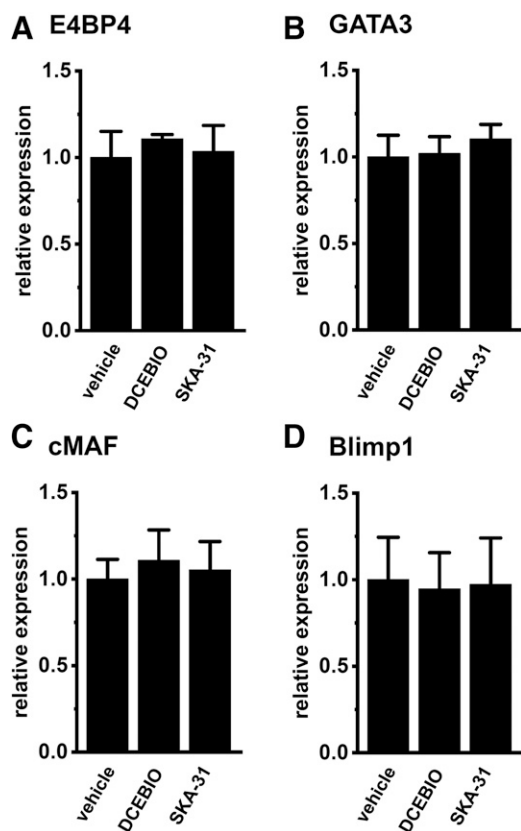 A E4BP4
relative expression
1.5
1.0
0.5
0.0
vehicle
DCEBIO
SKA-31
B GATA3
relative expression
1.5
1.0
0.5
0.0
vehicle
DCEBIO
SKA-31
C cMAF
relative expression
1.5
1.0
0.5
0.0
vehicle
DCEBIO
SKA-31
D Blimp1
relative expression
1.5
1.0
0.5
0.0
vehicle
DCEBIO
SKA-31